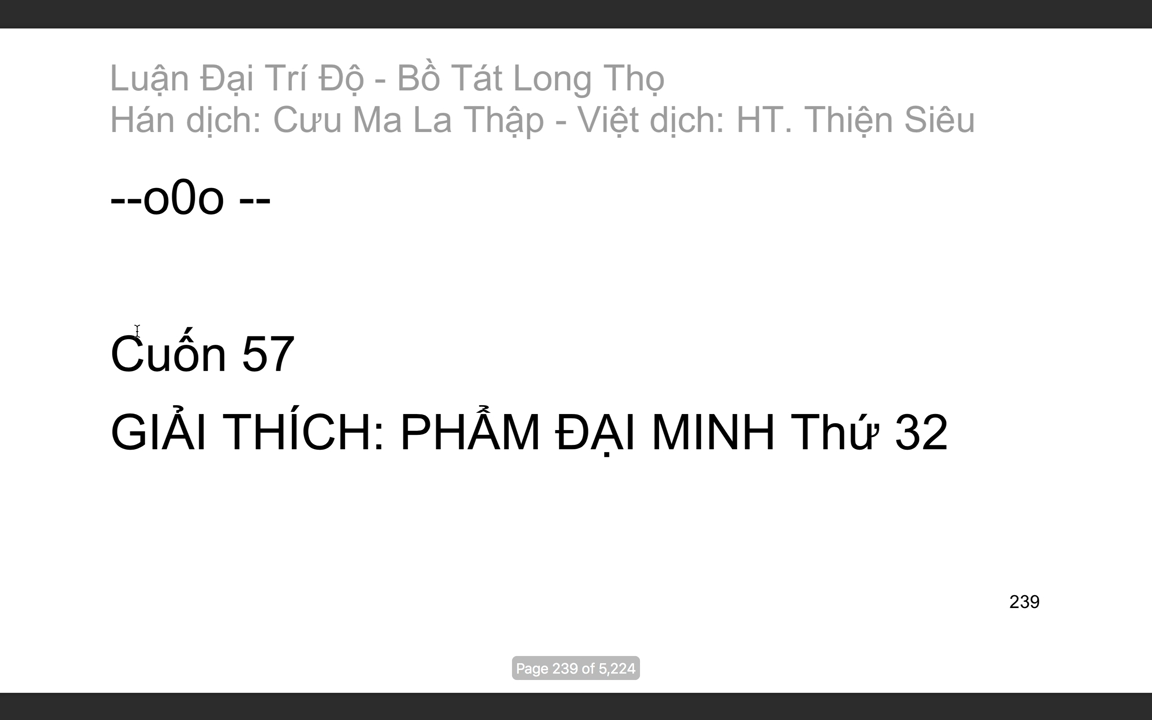 Luận Đại Trí Độ - Bồ Tát Long Thọ
Hán dịch: Cưu Ma La Thập - Việt dịch: HT. Thiện Siêu
--o0o --
Cuốn 57
GIẢI THÍCH: PHẨM ĐẠI MINH Thứ 32
239
Page 239 of 5,224